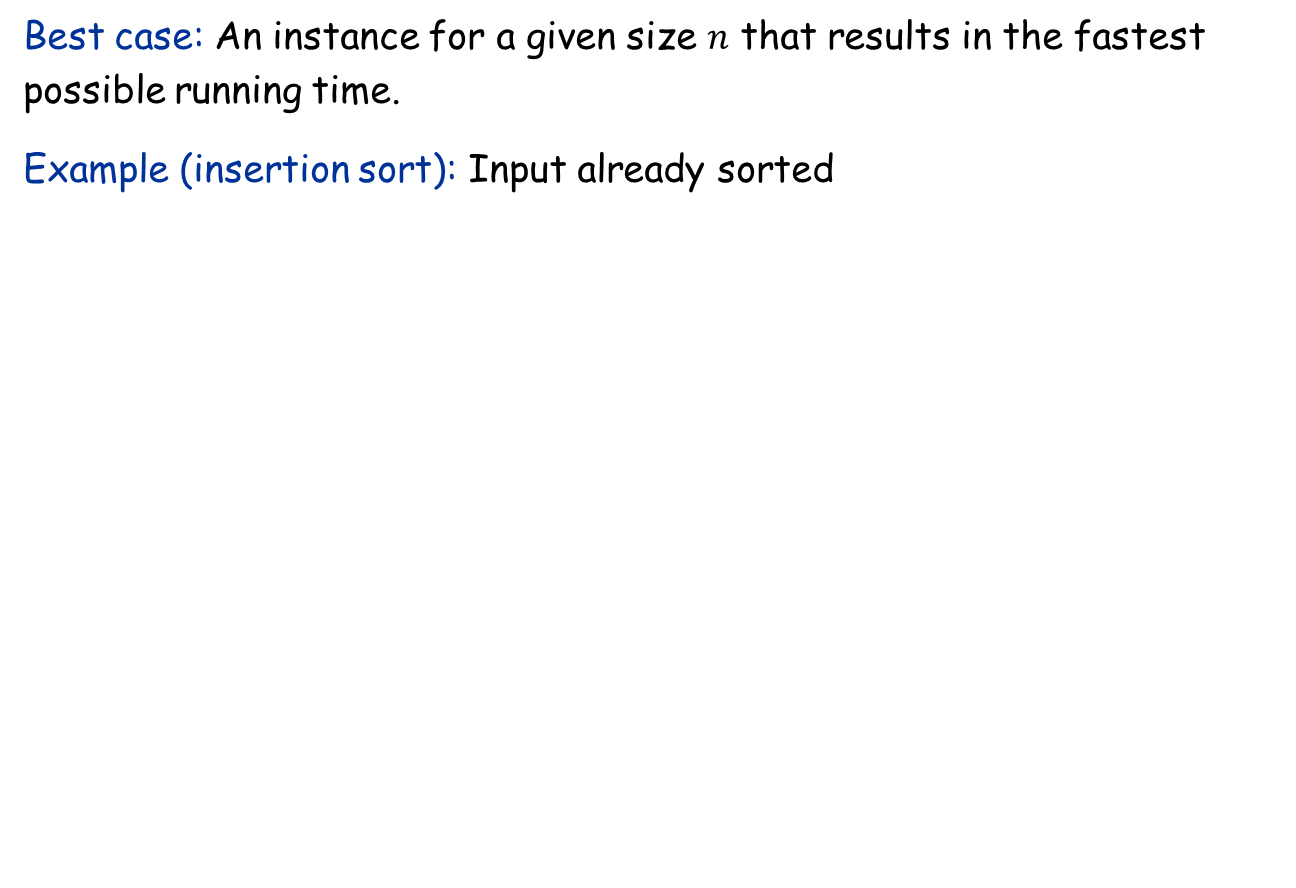 Best case: An instance for a given size n that results in the fastest
possible running time.
Example (insertion sort): Input already sorted